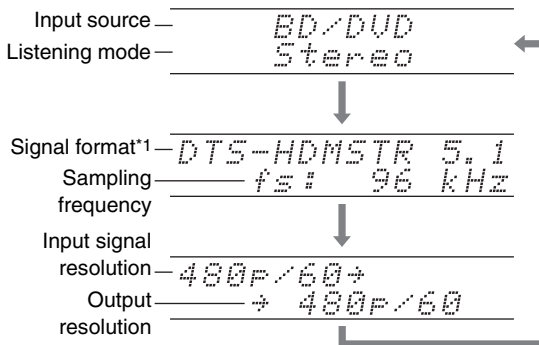 Input source
BD/DVD
Listening mode
Stereo
Signal format*1
DTS-HDMSTR 5.1
Sampling
frequency
fs: 96 kHz
Input signal
resolution
480p/60→
Output
resolution
→ 480p/60